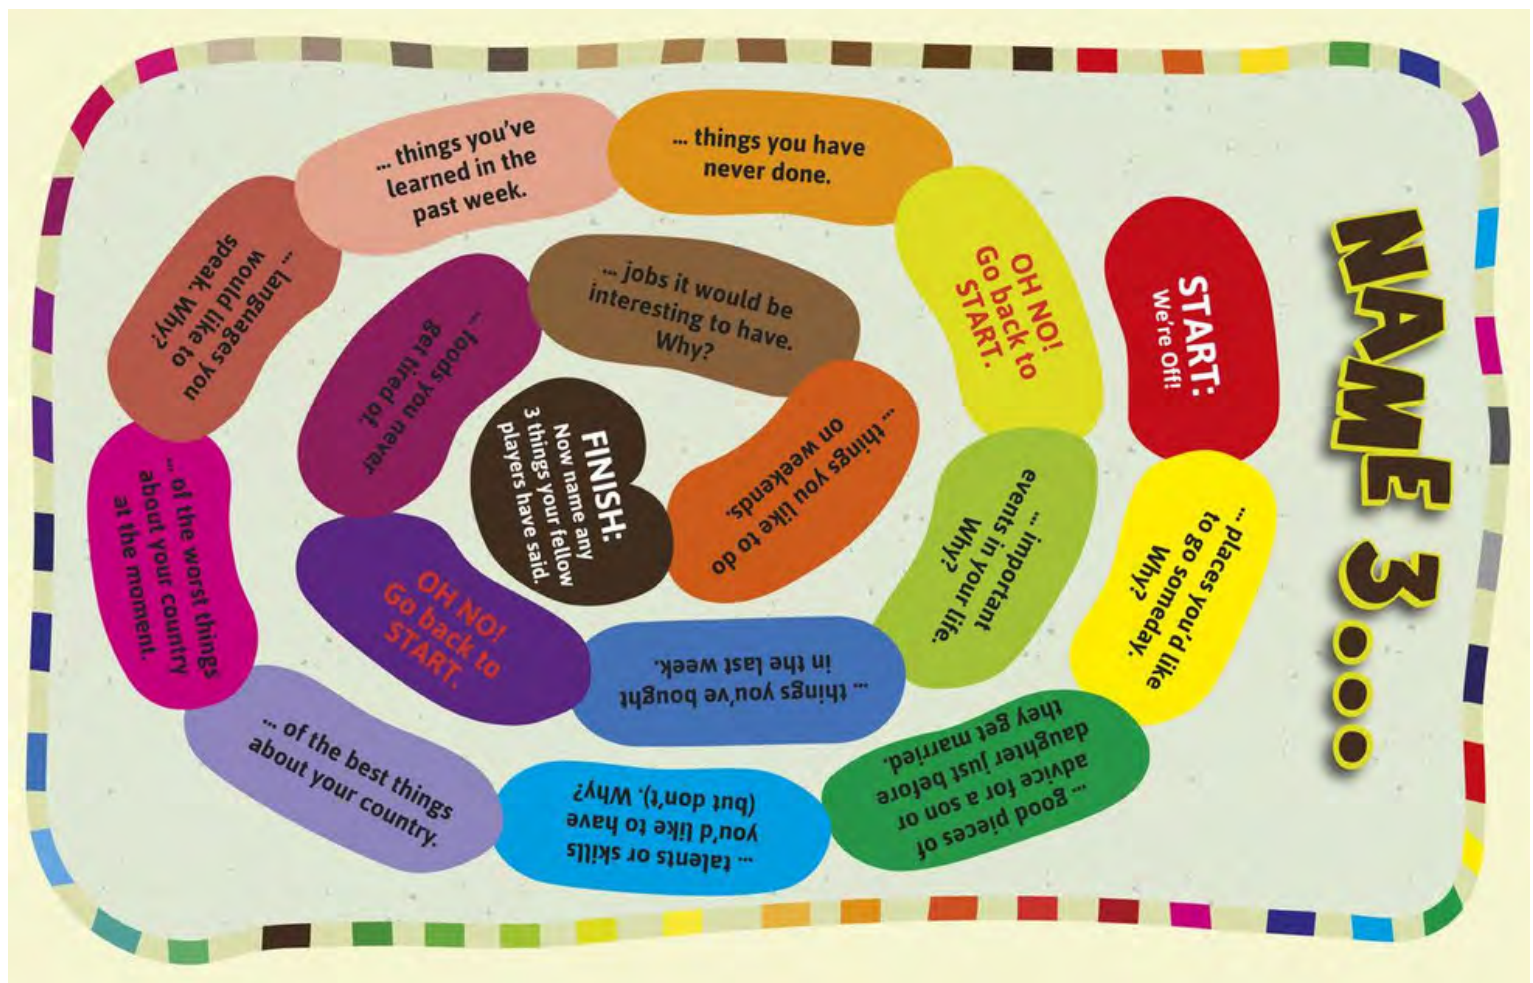 NAME 3....
START:
We're Off!
... places you'd like
to go someday.
Why?
... good pieces of
advice for a son or
daughter just before
they get married.
... talents or skills
you'd like to have
(but don't). Why?
... of the best things
about your country.
... of the worst things
about your country
at the moment.
... languages you
would like to
speak. Why?
... things you've
learned in the
past week.
... things you have
never done.
OH NO!
Go back to
START.
... important
events in your life.
Why?
... things you've bought
in the last week.
OH NO!
Go back to
START.
... foods you never
get tired of.
... jobs it would be
interesting to have.
Why?
... things you like to do
on weekends.
FINISH:
Now name any
3 things your fellow
players have said.